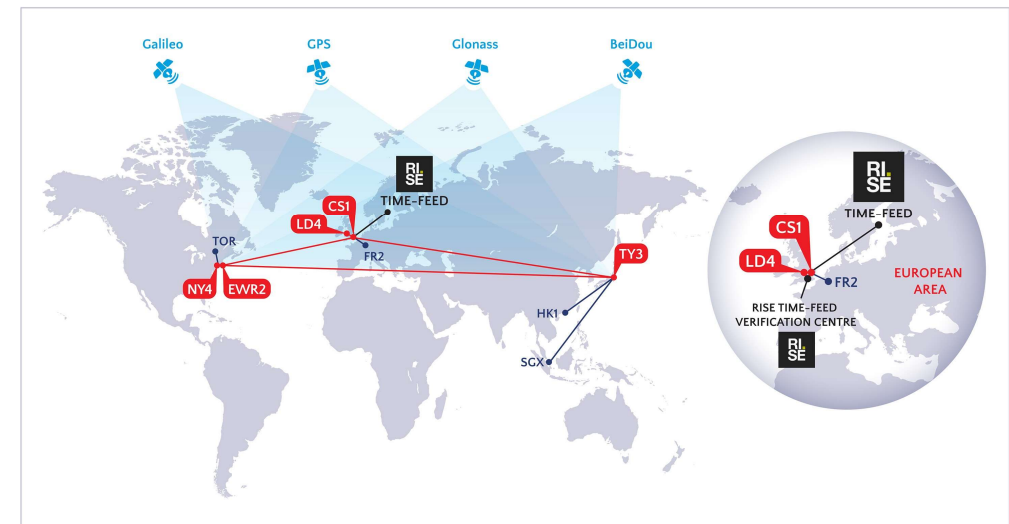 Galileo
GPS
Glonass
BeiDou
RI.
SE
TIME-FEED
CS1
LD4
FR2
TOR
NY4
EWR2
TY3
HK1
SGX
RI.
SE
TIME-FEED
CS1
LD4
FR2
EUROPEAN
AREA
RISE TIME-FEED
VERIFICATION CENTRE
RI.
SE